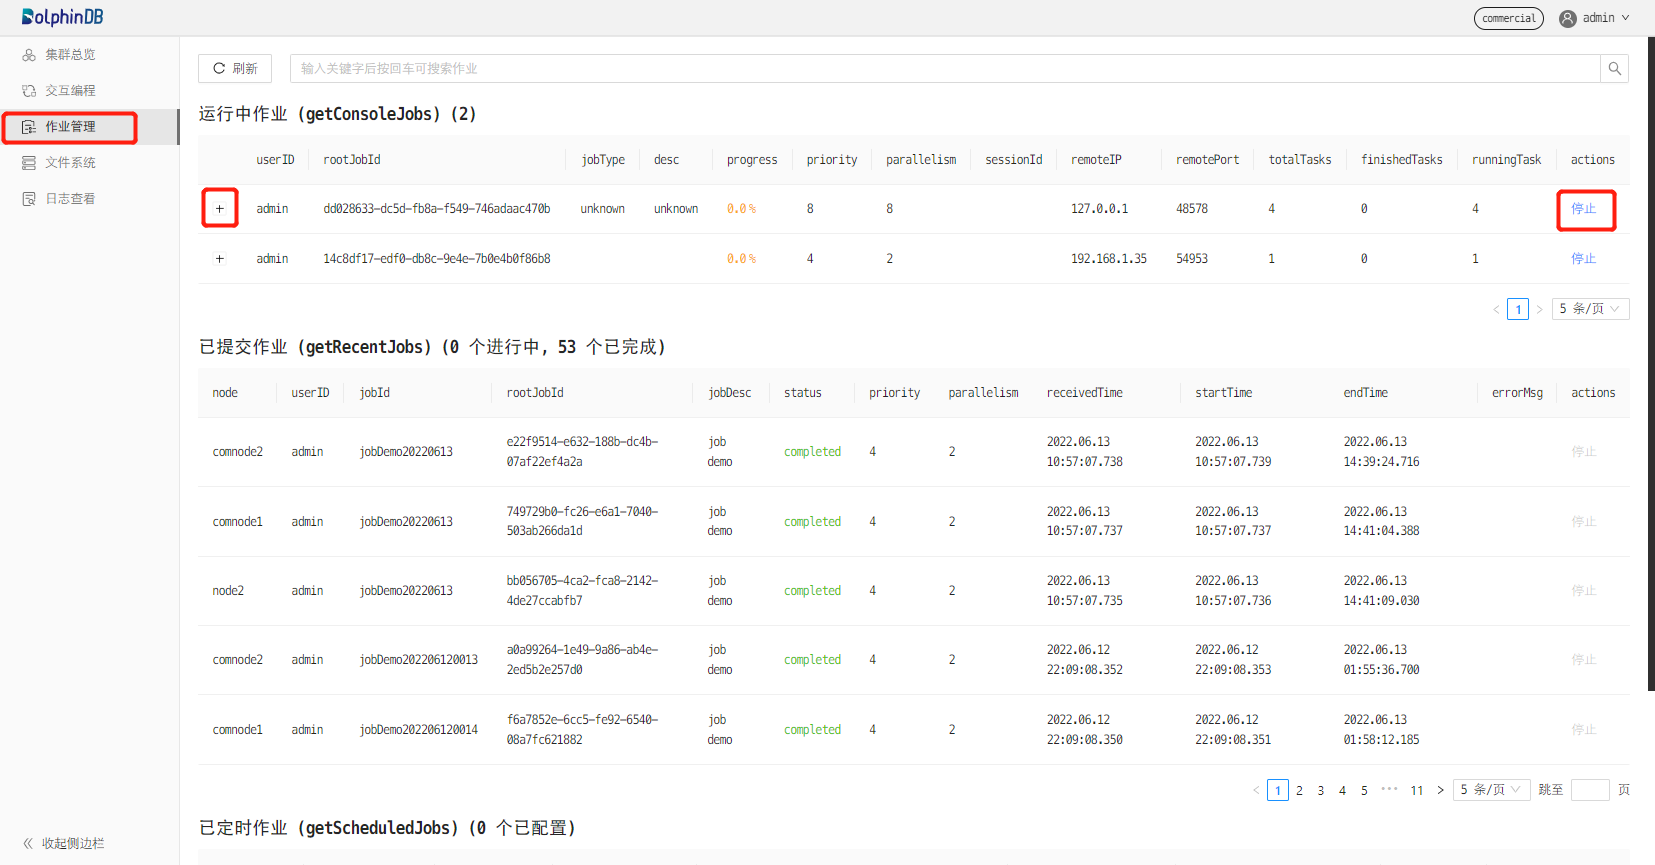 DolphinDB
commercial
admin
集群总览
交互编程
作业管理
文件系统
日志查看
收起侧边栏
刷新
输入关键字后按回车可搜索作业
运行中作业 (getConsoleJobs) (2)
userID rootJobId jobType desc progress priority parallelism sessionId remoteIP remotePort totalTasks finishedTasks runningTask actions
+ admin dd028633-dc5d-fb8a-f549-746adaac470b unknown unknown 0.0% 8 8 127.0.0.1 48578 4 0 4 停止
+ admin 14c8df17-edf0-db8c-9e4e-7b0e4b0f86b8 0.0% 4 2 192.168.1.35 54953 1 0 1 停止
< 1 > 5 条/页
已提交作业 (getRecentJobs) (0 个进行中, 53 个已完成)
node userID jobId rootJobId jobDesc status priority parallelism receivedTime startTime endTime errorMsg actions
comnode2 admin jobDemo20220613 e22f9514-e632-188b-dc4b-07af22ef4a2a job demo completed 4 2 2022.06.13 10:57:07.738 2022.06.13 10:57:07.739 2022.06.13 14:39:24.716 停止
comnode1 admin jobDemo20220613 749729b0-fc26-e6a1-7040-503ab266da1d job demo completed 4 2 2022.06.13 10:57:07.737 2022.06.13 10:57:07.737 2022.06.13 14:41:04.388 停止
node2 admin jobDemo20220613 bb056705-4ca2-fca8-2142-4de27ccabfb7 job demo completed 4 2 2022.06.13 10:57:07.735 2022.06.13 10:57:07.736 2022.06.13 14:41:09.030 停止
comnode2 admin jobDemo202206120013 a0a99264-1e49-9a86-ab4e-2ed5b2e257d0 job demo completed 4 2 2022.06.12 22:09:08.352 2022.06.12 22:09:08.353 2022.06.13 01:55:36.700 停止
comnode1 admin jobDemo202206120014 f6a7852e-6cc5-fe92-6540-08a7fc621882 job demo completed 4 2 2022.06.12 22:09:08.350 2022.06.12 22:09:08.351 2022.06.13 01:58:12.185 停止
< 1 2 3 4 5 ••• 11 > 5 条/页 跳至 页
已定时作业 (getScheduledJobs) (0 个已配置)